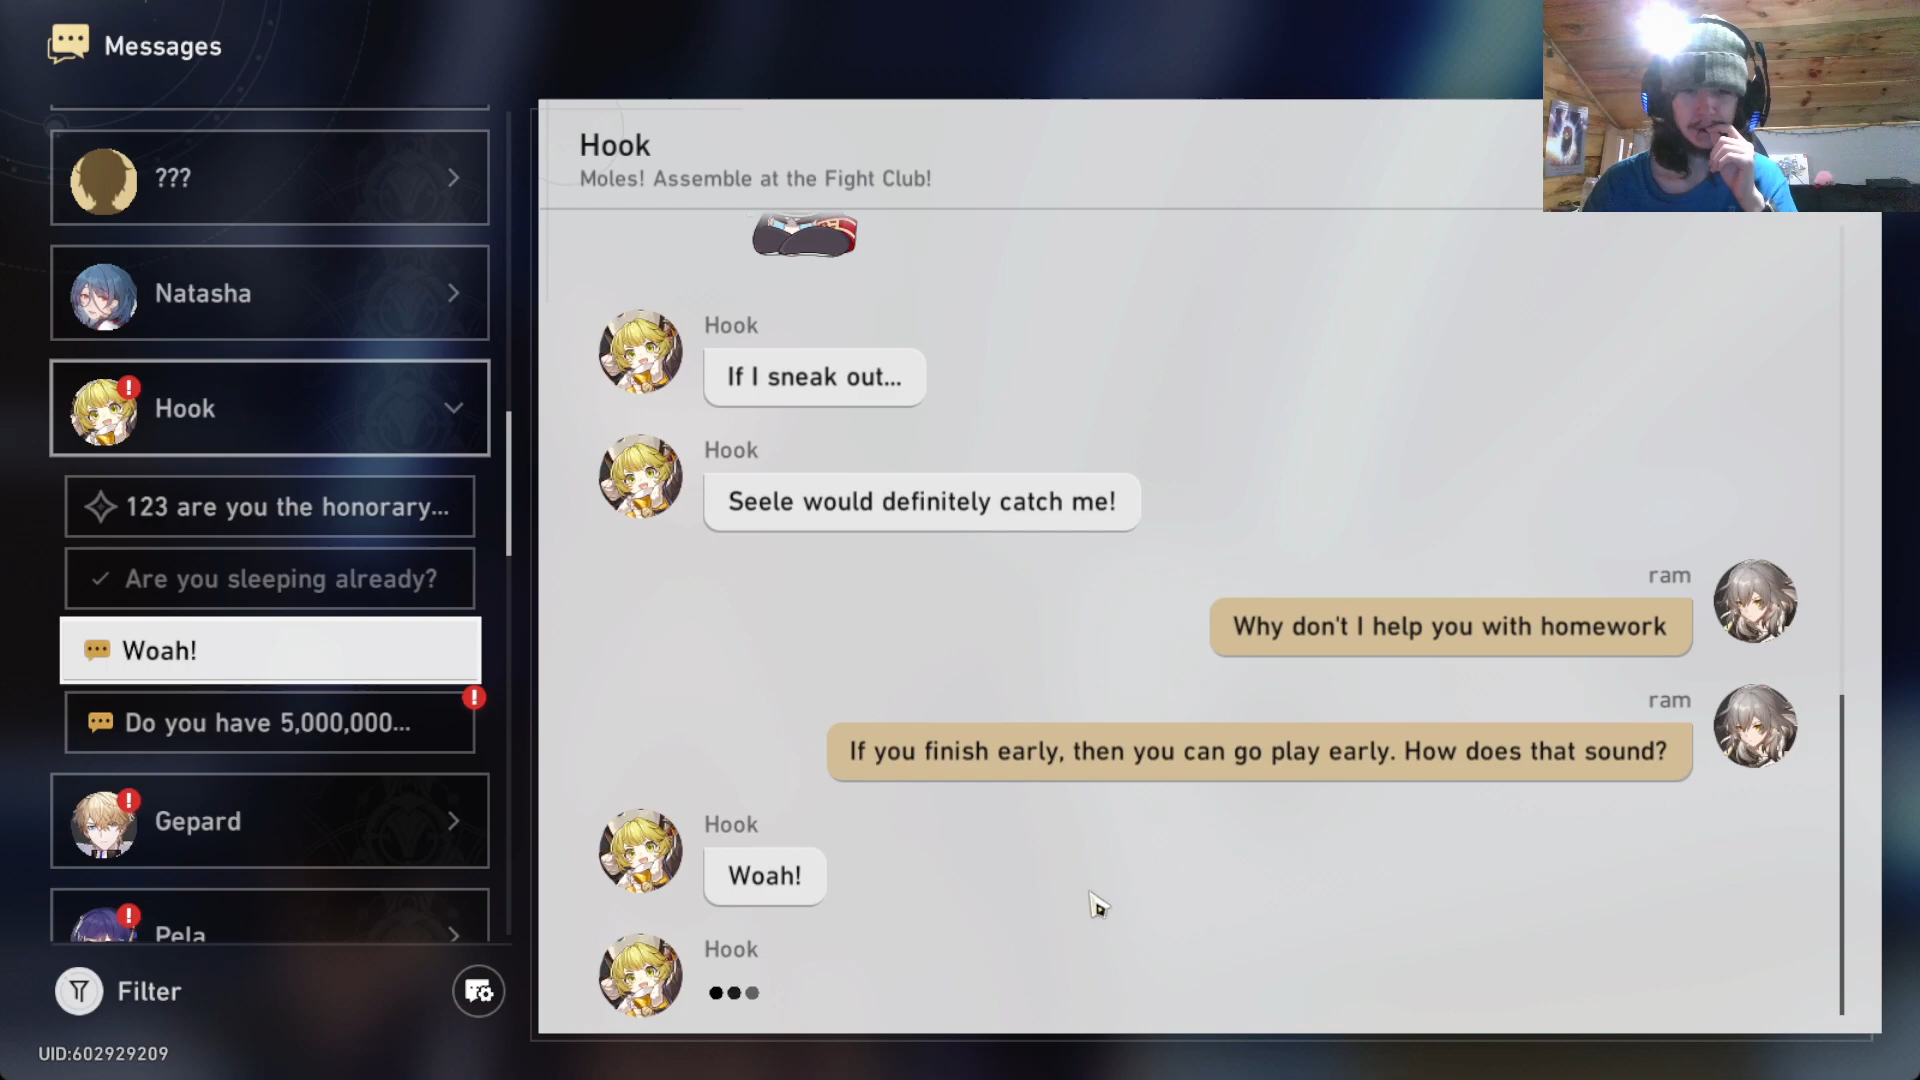 Messages
???
Natasha
Hook
123 are you the honorary...
Are you sleeping already?
Woah!
Do you have 5,000,000...
Gepard
Pela
Filter
UID:602929209
Hook
Moles! Assemble at the Fight Club!
Hook
If I sneak out...
Hook
Seele would definitely catch me!
ram
Why don't I help you with homework
ram
If you finish early, then you can go play early. How does that sound?
Hook
Woah!
Hook